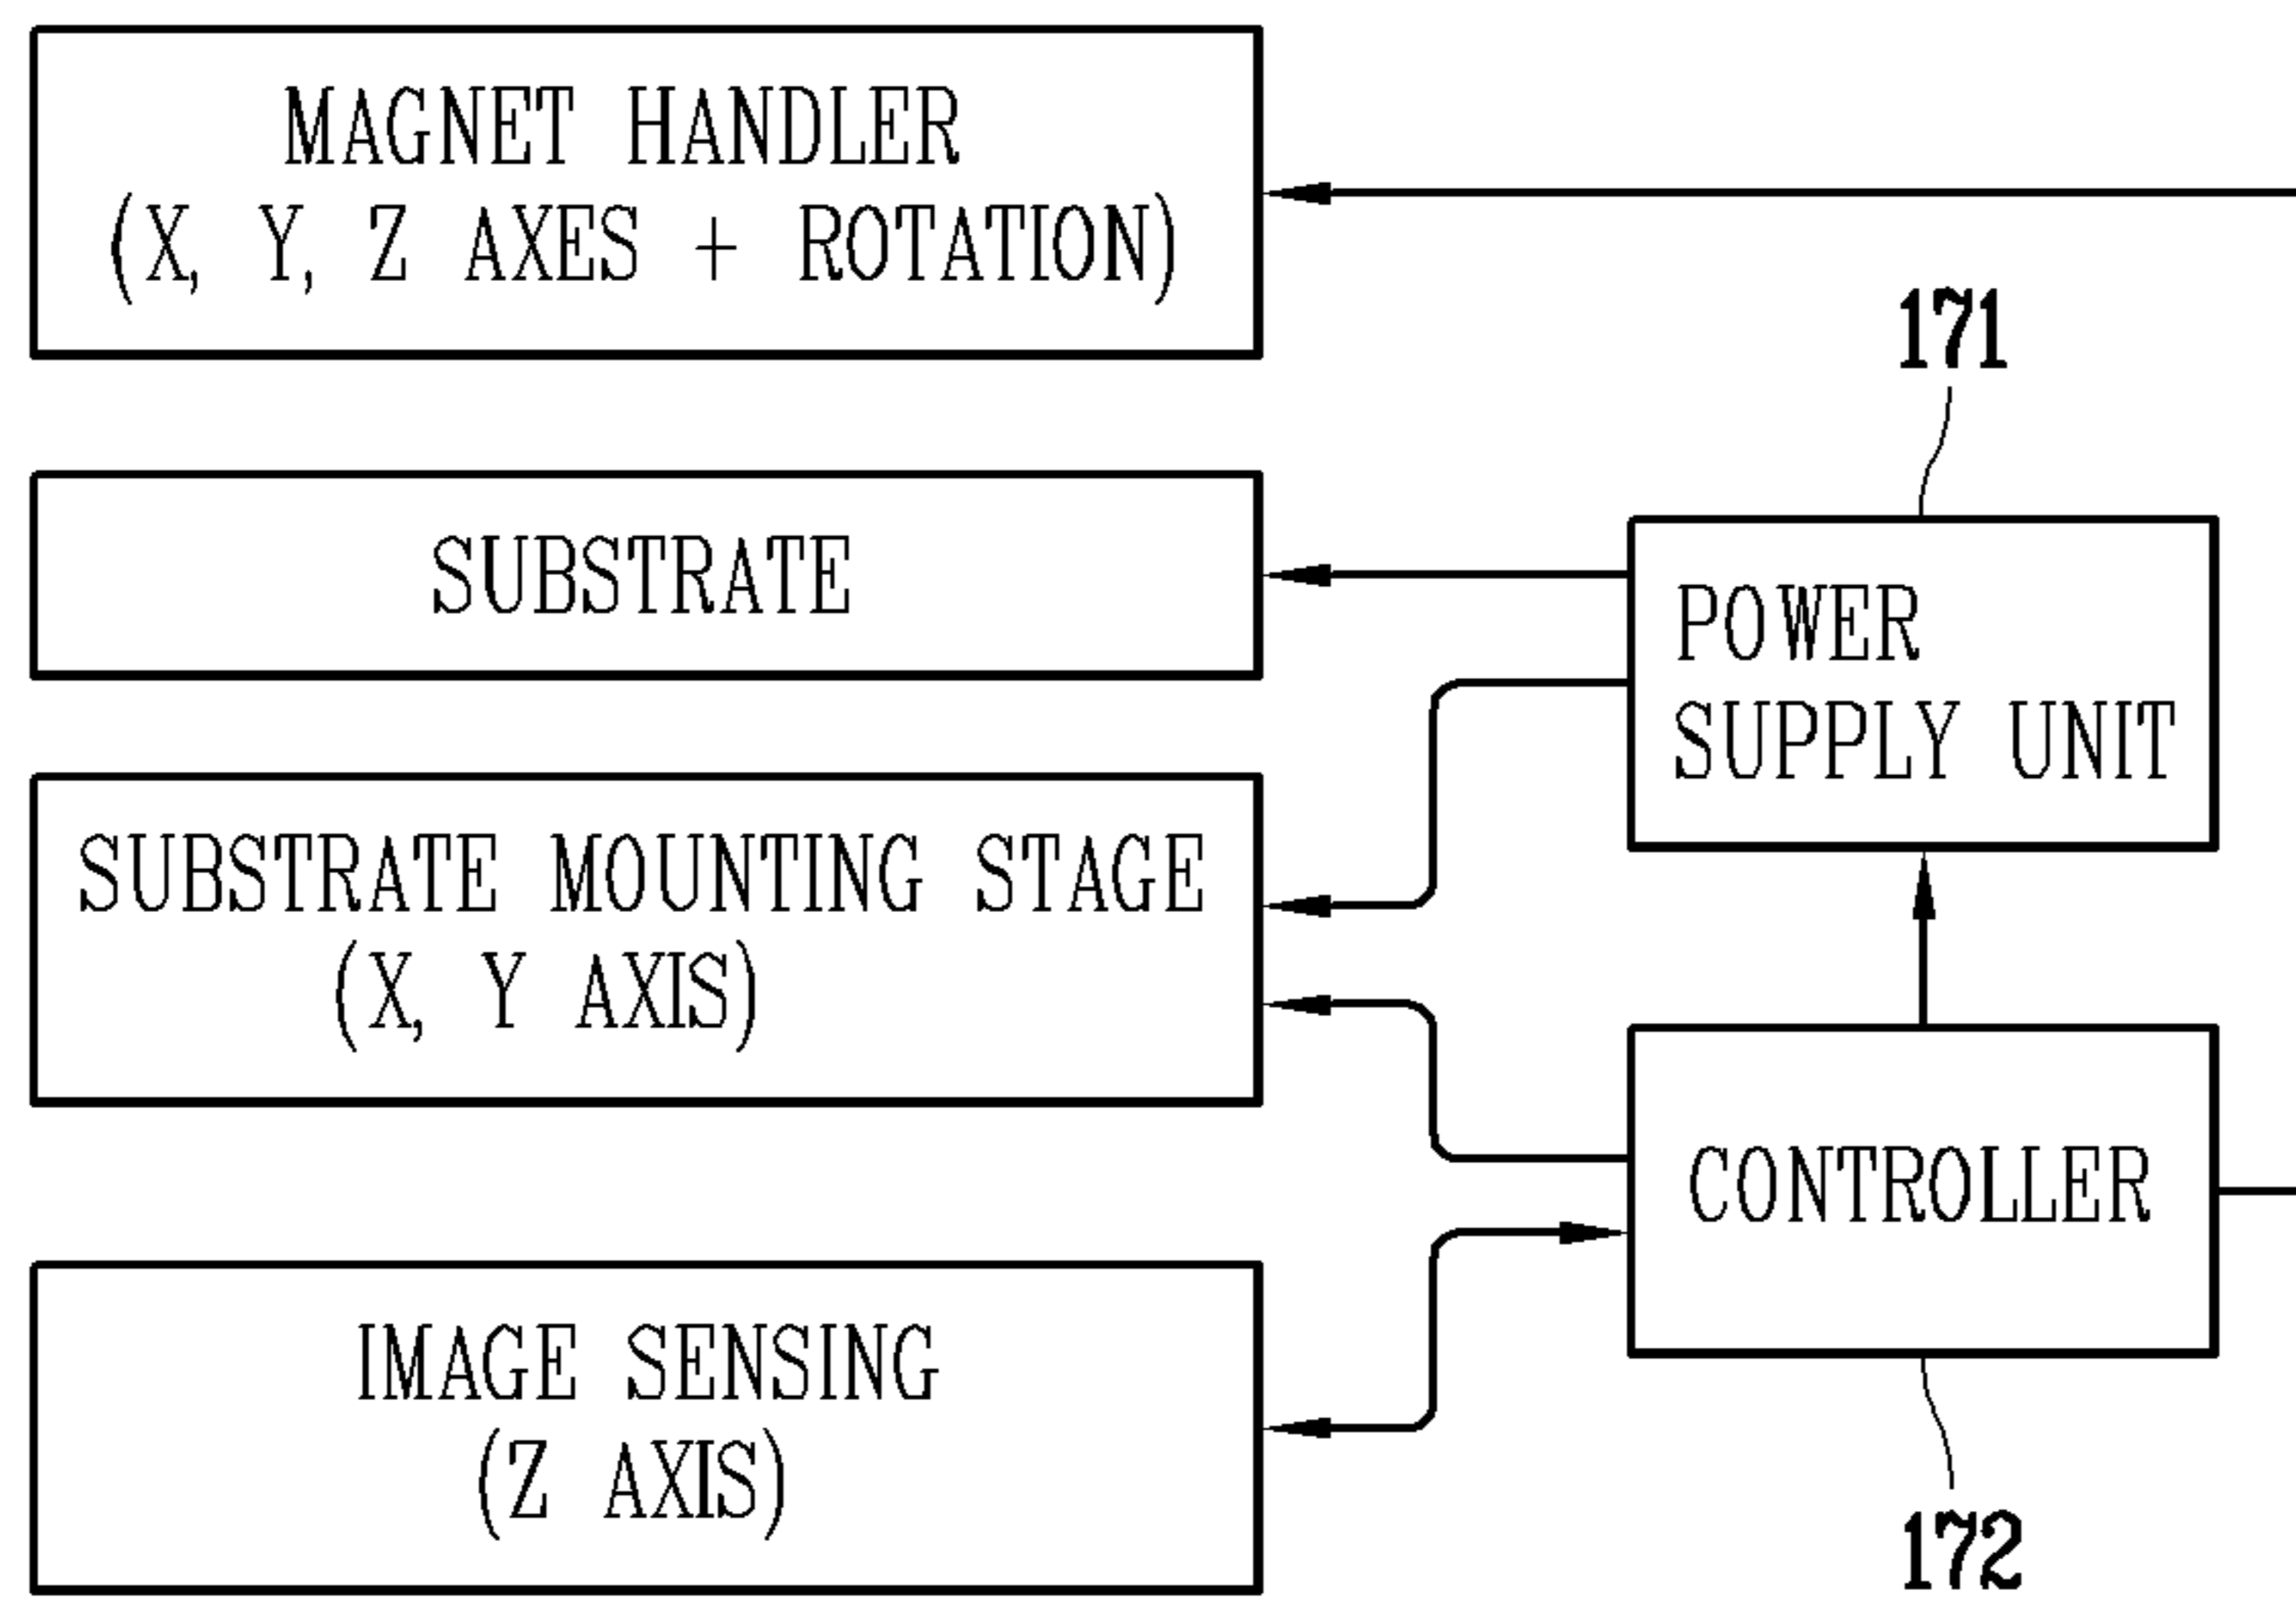 MAGNET HANDLER
(X, Y, Z AXES + ROTATION)
171
SUBSTRATE
POWER
SUPPLY UNIT
SUBSTRATE MOUNTING STAGE
(X, Y AXIS)
CONTROLLER
IMAGE SENSING
(Z AXIS)
172